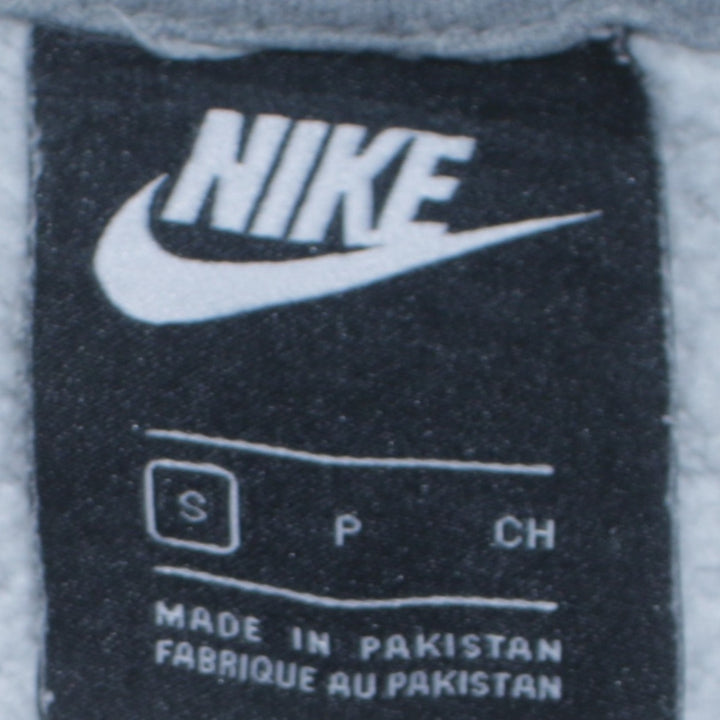 NIKE
S P CH
MADE IN PAKISTAN
FABRIQUE AU PAKISTAN